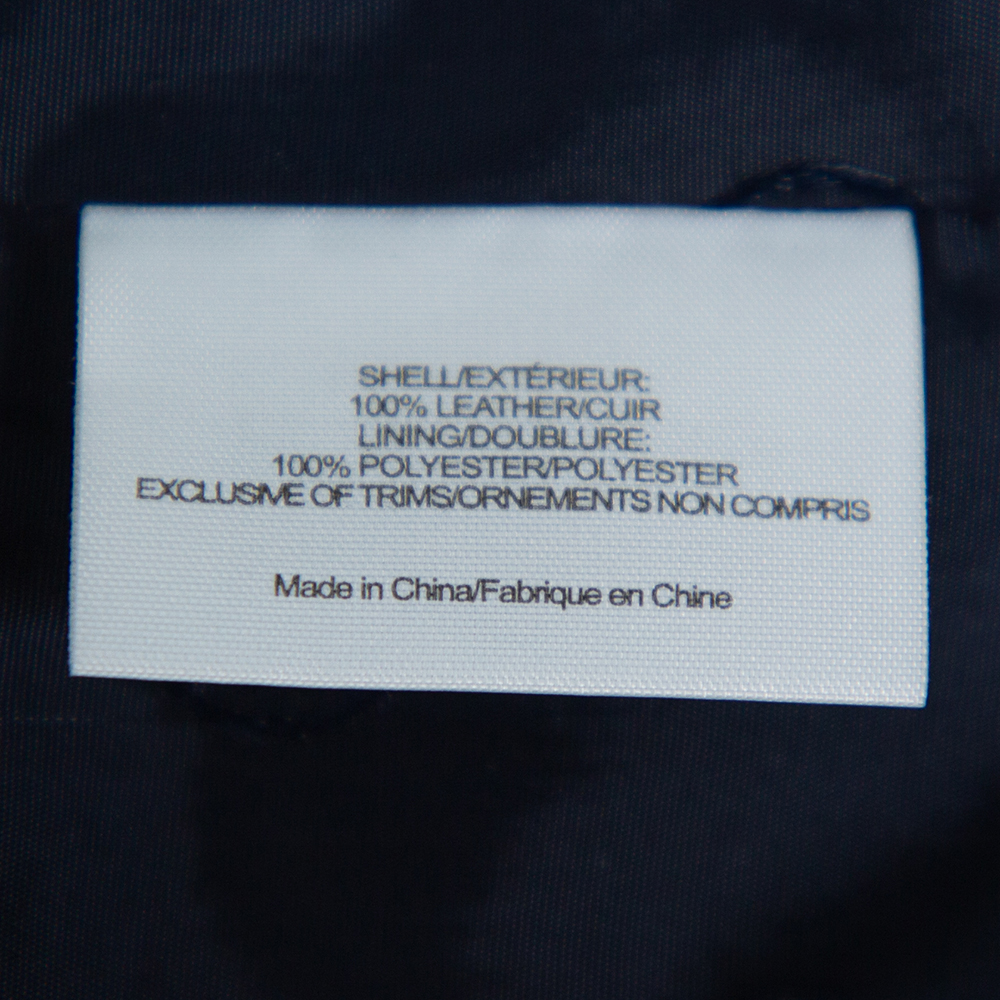 SHELL/EXTÉRIEUR:
100% LEATHER/CUIR
LINING/DOUBLURE:
100% POLYESTER/POLYESTER
EXCLUSIVE OF TRIMS/ORNEMENTS NON COMPRIS
Made in China/Fabrique en Chine